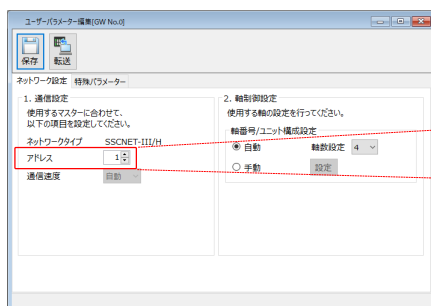 ユーザーパラメーター編集[GW No.0]
保存 転送
ネットワーク設定 特殊パラメーター
1. 通信設定
使用するマスターに合わせて、
以下の項目を設定してください。
ネットワークタイプ SSCNET-III/H
アドレス 1
通信速度 自動
2. 軸制御設定
使用する軸の設定を行ってください。
軸番号/ユニット構成設定
自動 軸数設定 4
手動 設定